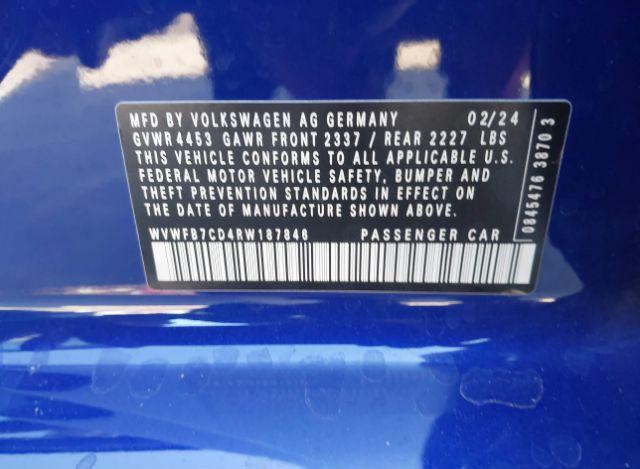 MFD BY VOLKSWAGEN AG GERMANY 02/24
GVWR 4453 GAWR FRONT 2337 / REAR 2227 LBS
THIS VEHICLE CONFORMS TO ALL APPLICABLE U.S.
FEDERAL MOTOR VEHICLE SAFETY, BUMPER AND
THEFT PREVENTION STANDARDS IN EFFECT ON
THE DATE OF MANUFACTURE SHOWN ABOVE.
WVWFB7CD4RW187846 PASSENGER CAR
0845476 3870 3